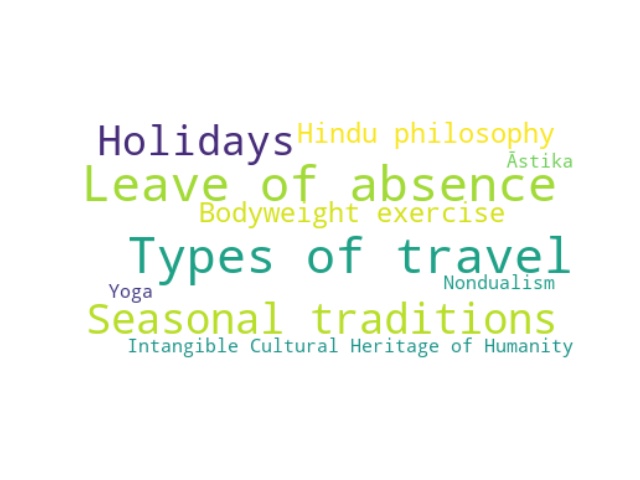 Holidays
Hindu philosophy
Āstika
Leave of absence
Bodyweight exercise
Types of travel
Nondualism
Yoga
Seasonal traditions
Intangible Cultural Heritage of Humanity